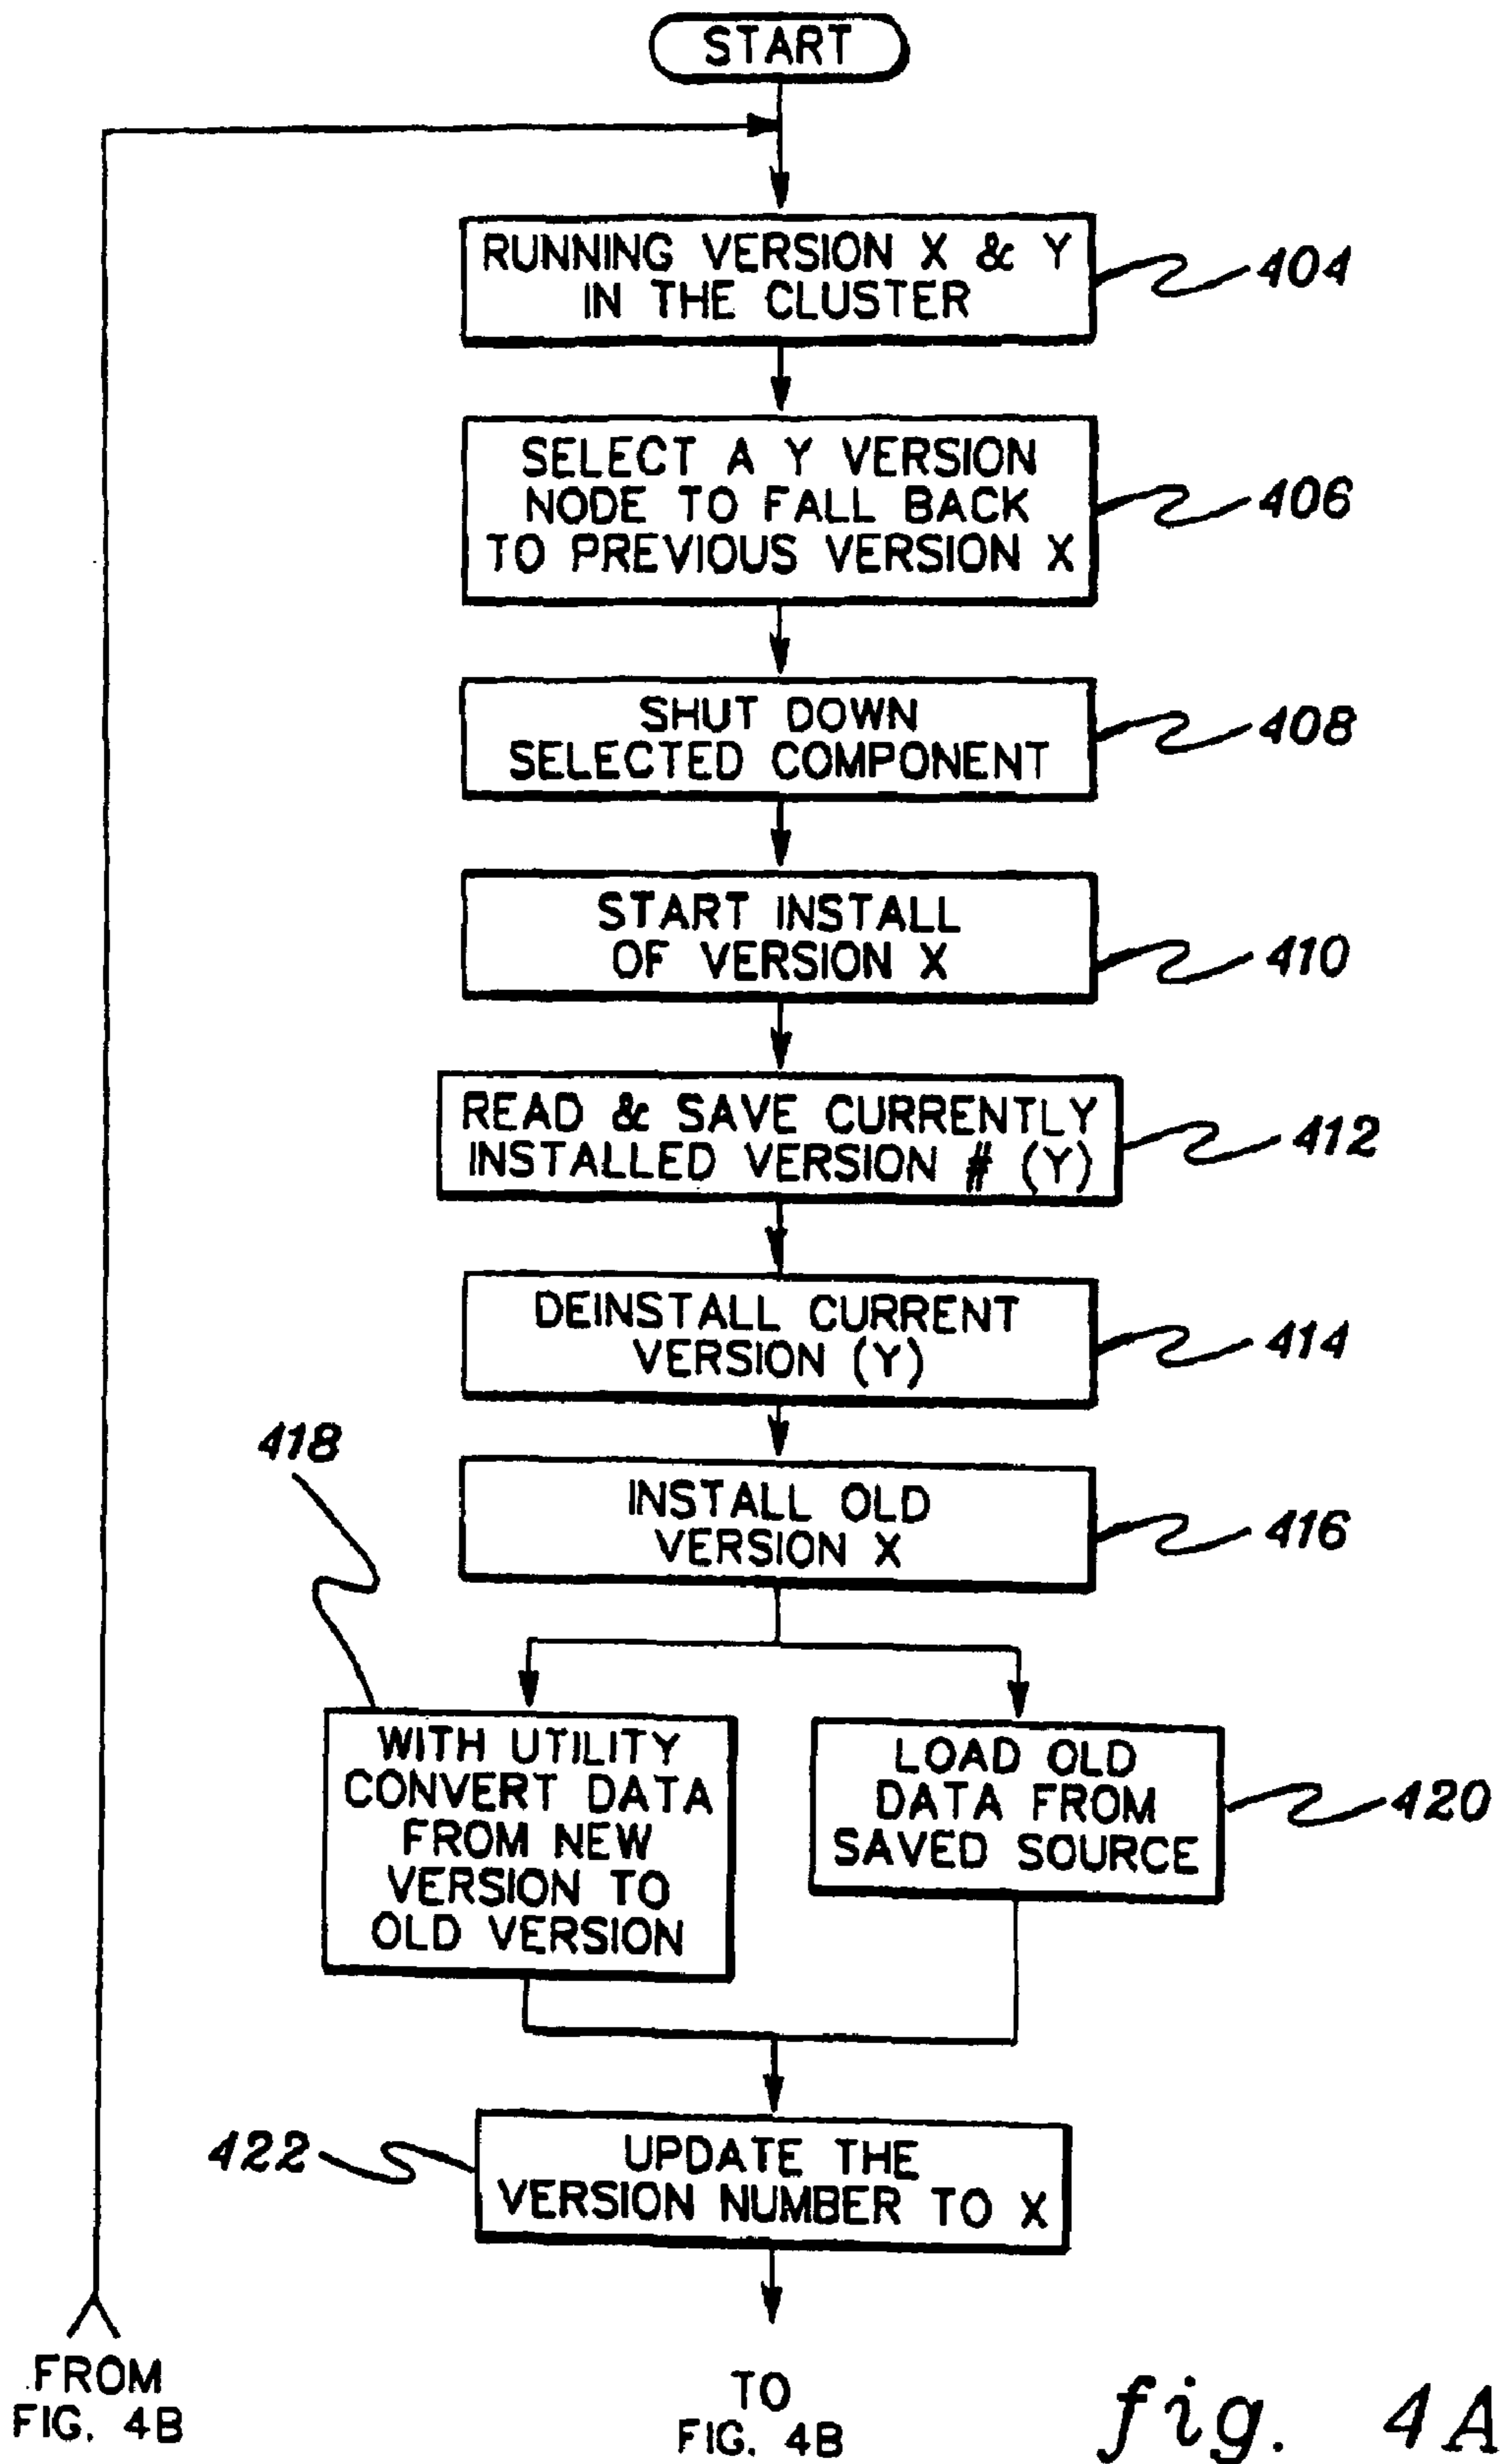 START
RUNNING VERSION X & Y
IN THE CLUSTER
404
SELECT A Y VERSION
NODE TO FALL BACK
TO PREVIOUS VERSION X
406
SHUT DOWN
SELECTED COMPONENT
408
START INSTALL
OF VERSION X
410
READ & SAVE CURRENTLY
INSTALLED VERSION # (Y)
412
DEINSTALL CURRENT
VERSION (Y)
414
418
INSTALL OLD
VERSION X
416
WITH UTILITY
CONVERT DATA
FROM NEW
VERSION TO
OLD VERSION
LOAD OLD
DATA FROM
SAVED SOURCE
420
422
UPDATE THE
VERSION NUMBER TO X
FROM
FIG. 4B
TO
FIG. 4B
fig. 4A